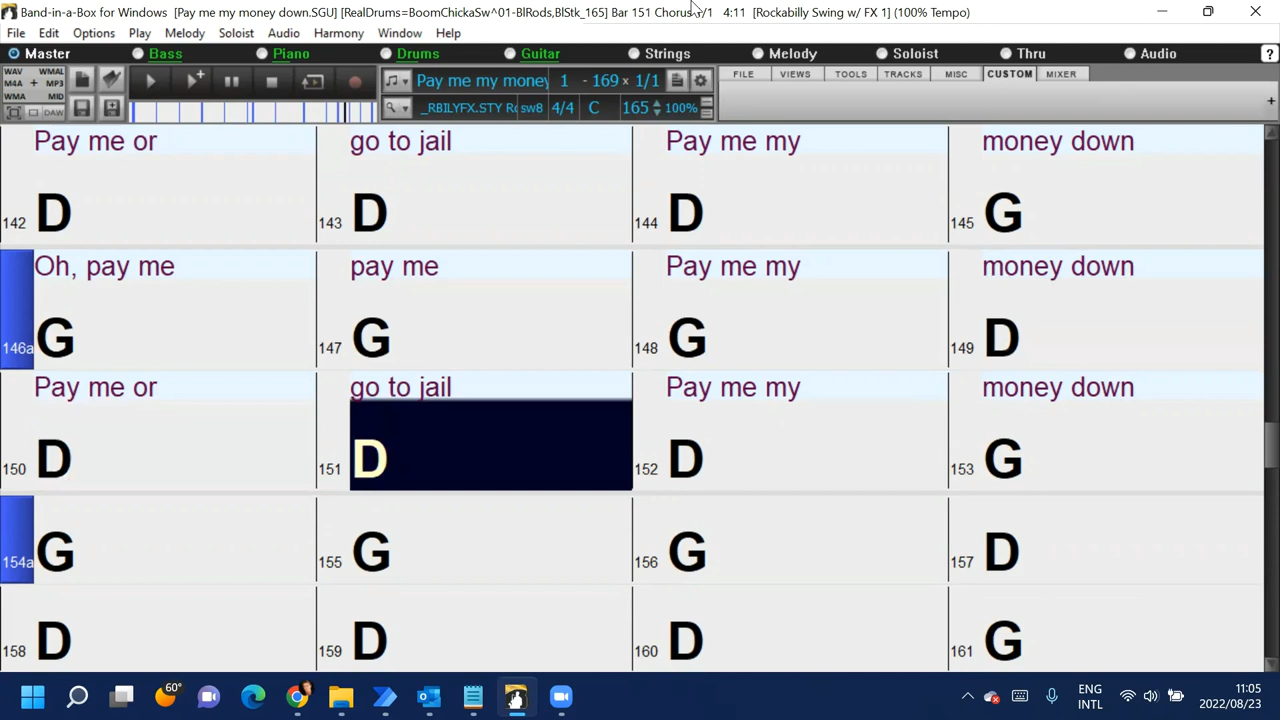 Band-in-a-Box for Windows [Pay me my money down.SGU] [RealDrums=BoomChickaSw^01-BlRods,BlStk_165] Bar 151 Chorus 1/1 4:11 [Rockabilly Swing w/ FX 1] (100% Tempo)
File Edit Options Play Melody Soloist Audio Harmony Window Help
Master Bass Piano Drums Guitar Strings Melody Soloist Thru Audio ?
WAV WMAL
M4A + MP3
WMA MID
DAW
Pay me my money 1 - 169 x 1/1
_RBILYFX.STY sw8 4/4 C 165 100%
FILE VIEWS TOOLS TRACKS MISC CUSTOM MIXER
+
Pay me or go to jail Pay me my money down
142 D 143 D 144 D 145 G
Oh, pay me pay me Pay me my money down
146a G 147 G 148 G 149 D
Pay me or go to jail Pay me my money down
150 D 151 D 152 D 153 G
154a G 155 G 156 G 157 D
158 D 159 D 160 D 161 G
60°
ENG
INTL
11:05
2022/08/23